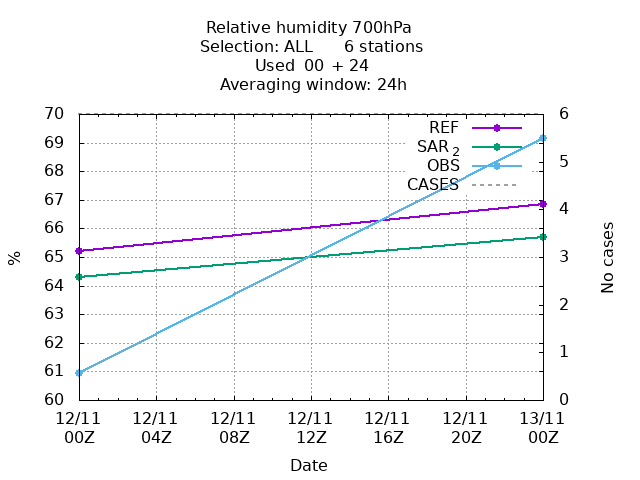 Relative humidity 700hPa
Selection: ALL      6 stations
Used  00  + 24
Averaging window: 24h
70
69
68
67
66
65
64
63
62
61
60
%
6
5
4
3
2
1
0
No cases
REF
SAR 2
OBS
CASES
12/11 12/11 12/11 12/11 12/11 12/11 13/11
00Z 04Z 08Z 12Z 16Z 20Z 00Z
Date